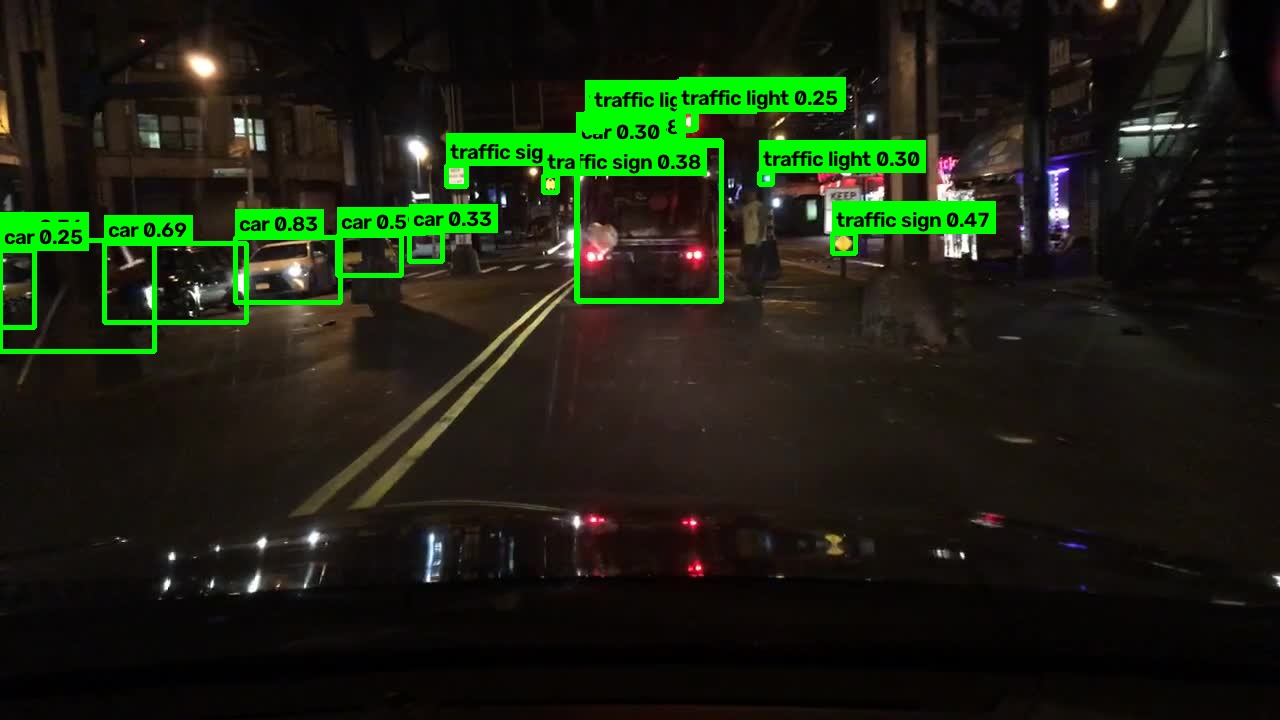 traffic lig
traffic light 0.25
car 0.30
traffic sig
traffic sign 0.38
traffic light 0.30
KEEP
car 0.25
car 0.69
car 0.83
car 0.5
car 0.33
traffic sign 0.47